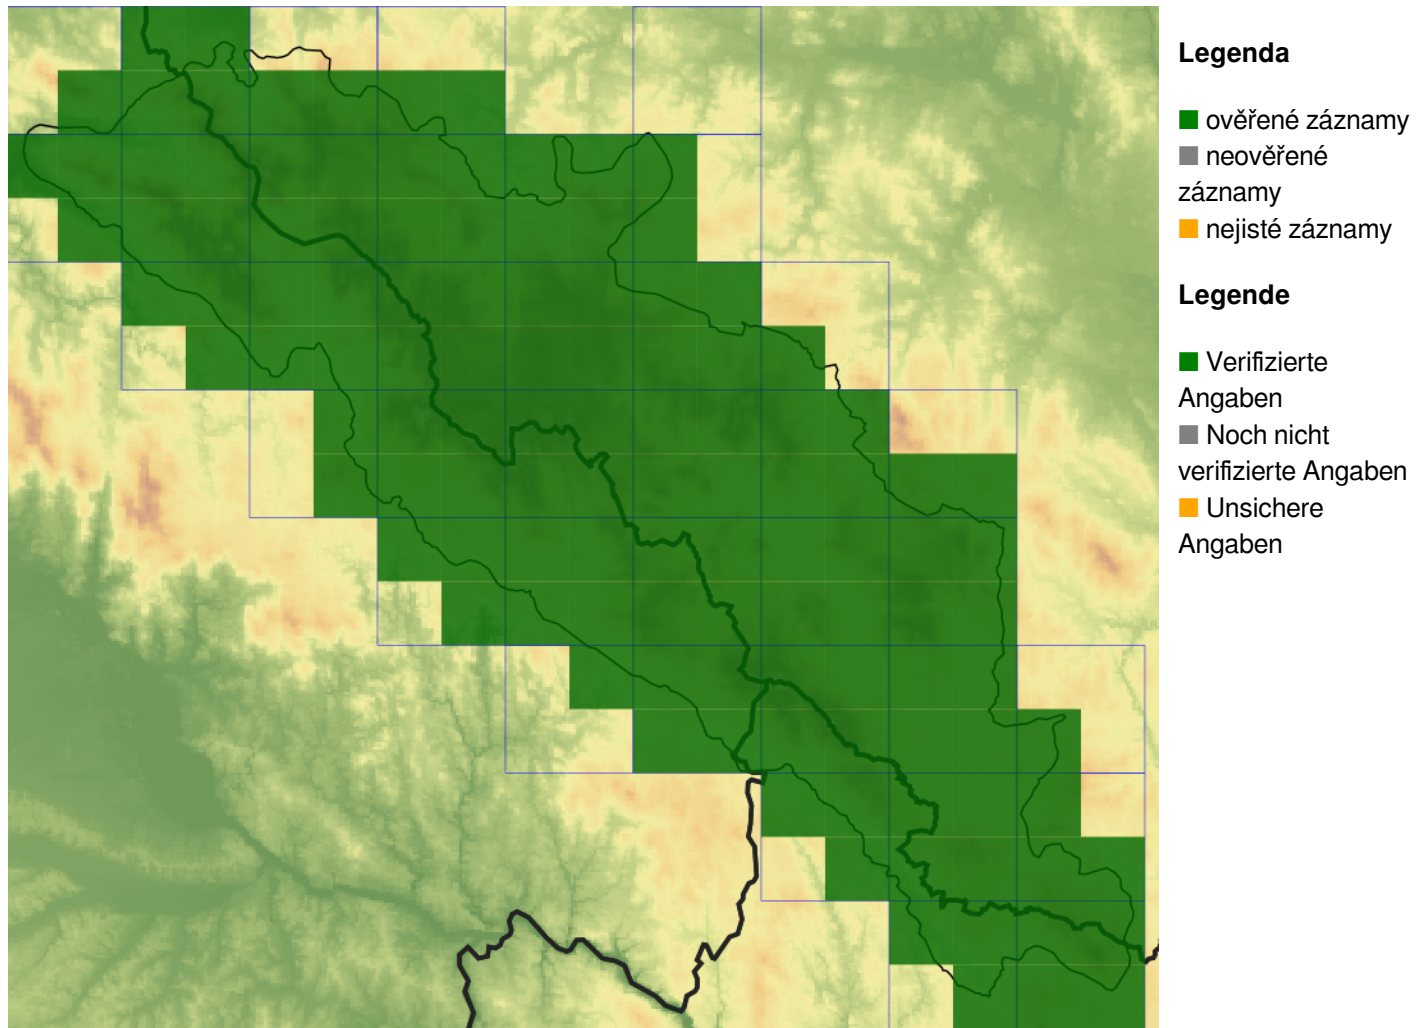 Legenda
ověřené záznamy
neověřené
záznamy
nejisté záznamy
Legende
Verifizierte
Angaben
Noch nicht
verifizierte Angaben
Unsichere
Angaben